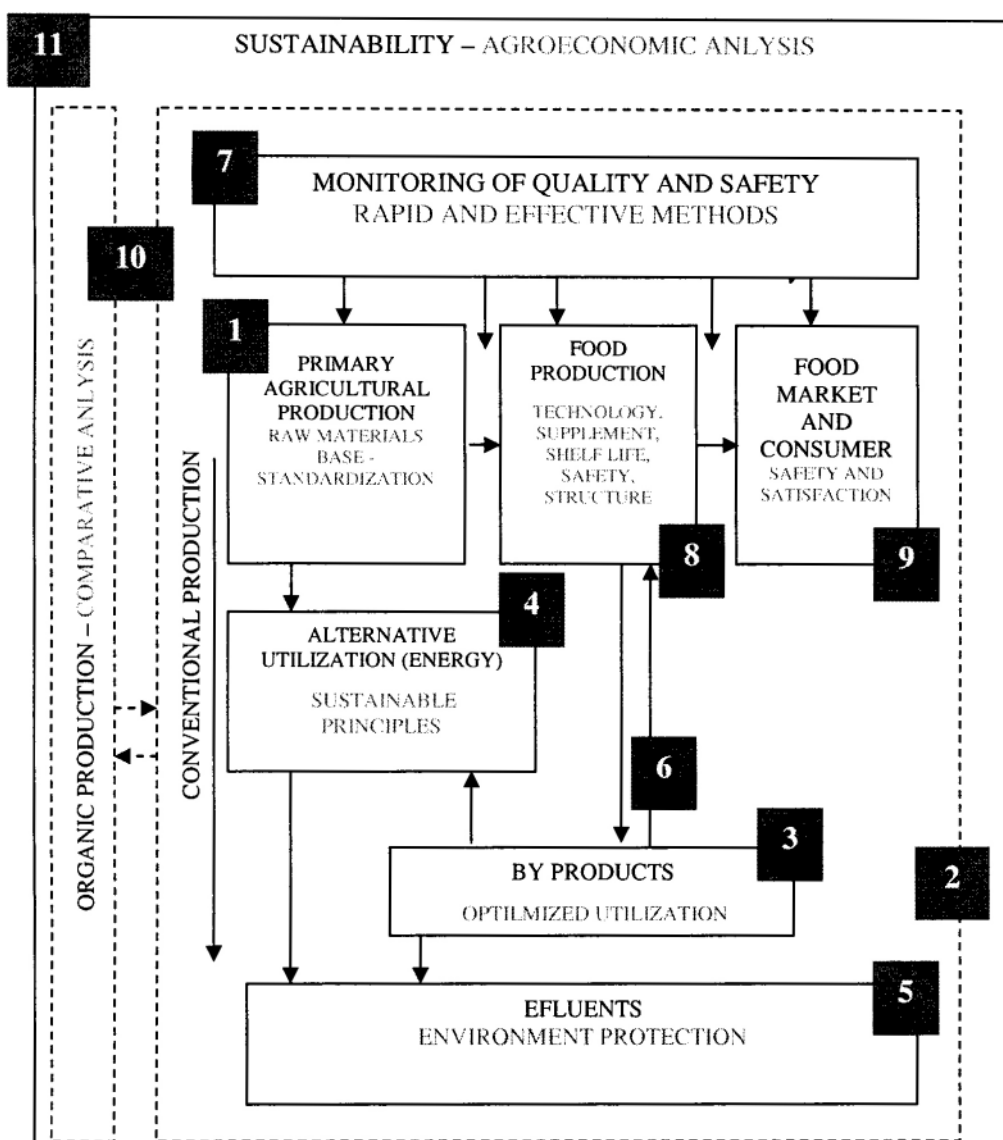 11
SUSTAINABILITY – AGROECONOMIC ANLYSIS
7
MONITORING OF QUALITY AND SAFETY
RAPID AND EFFECTIVE METHODS
10
1
PRIMARY
AGRICULTURAL
PRODUCTION
RAW MATERIALS
BASE -
STANDARDIZATION
FOOD
PRODUCTION
TECHNOLOGY,
SUPPLEMENT,
SHELF LIFE,
SAFETY,
STRUCTURE
8
FOOD
MARKET
AND
CONSUMER
SAFETY AND
SATISFACTION
9
ORGANIC PRODUCTION – COMPARATIVE ANLYSIS
CONVENTIONAL PRODUCTION
4
ALTERNATIVE
UTILIZATION (ENERGY)
SUSTAINABLE
PRINCIPLES
6
3
BY PRODUCTS
OPTILMIZED UTILIZATION
2
5
EFLUENTS
ENVIRONMENT PROTECTION